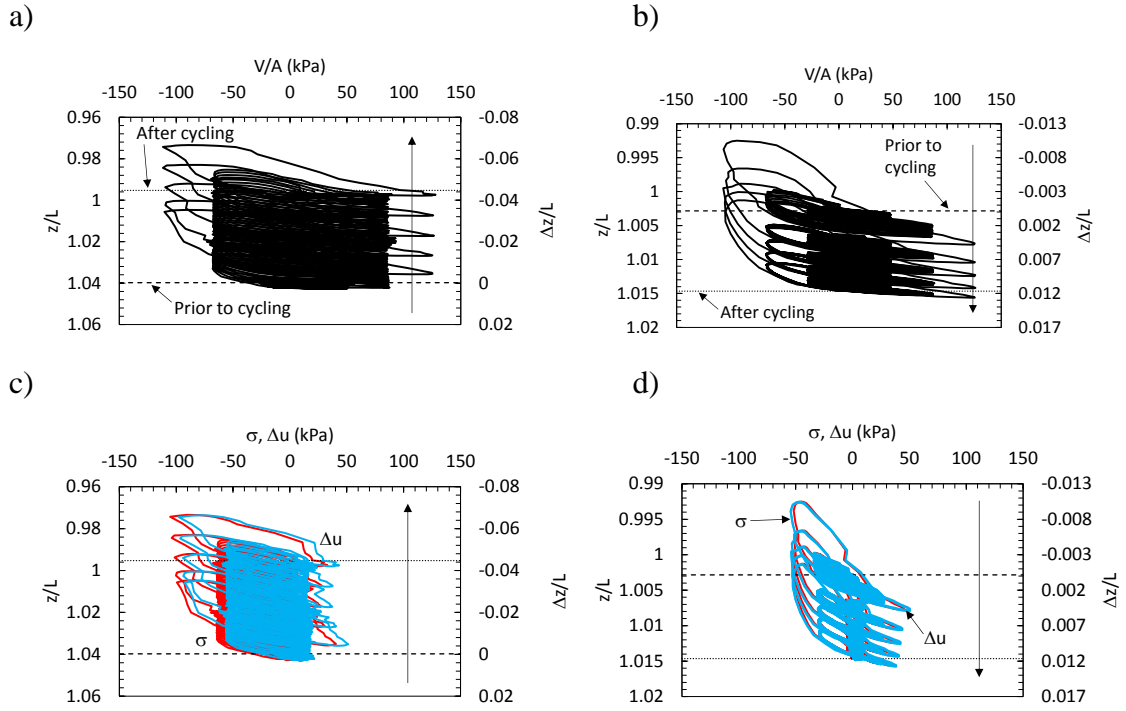 a)
V/A (kPa)
-150 -100 -50 0 50 100 150
0.96
0.98
1
1.02
1.04
1.06
z/L
-0.08
-0.06
-0.04
-0.02
0
0.02
Δz/L
After cycling
Prior to cycling
b)
V/A (kPa)
-150 -100 -50 0 50 100 150
0.99
0.995
1
1.005
1.01
1.015
1.02
z/L
-0.013
-0.008
-0.003
0.002
0.007
0.012
0.017
Δz/L
Prior to
cycling
After cycling
c)
σ, Δu (kPa)
-150 -100 -50 0 50 100 150
0.96
0.98
1
1.02
1.04
1.06
z/L
-0.08
-0.06
-0.04
-0.02
0
0.02
Δz/L
Δu
σ
d)
σ, Δu (kPa)
-150 -100 -50 0 50 100 150
0.99
0.995
1
1.005
1.01
1.015
1.02
z/L
-0.013
-0.008
-0.003
0.002
0.007
0.012
0.017
Δz/L
σ
Δu